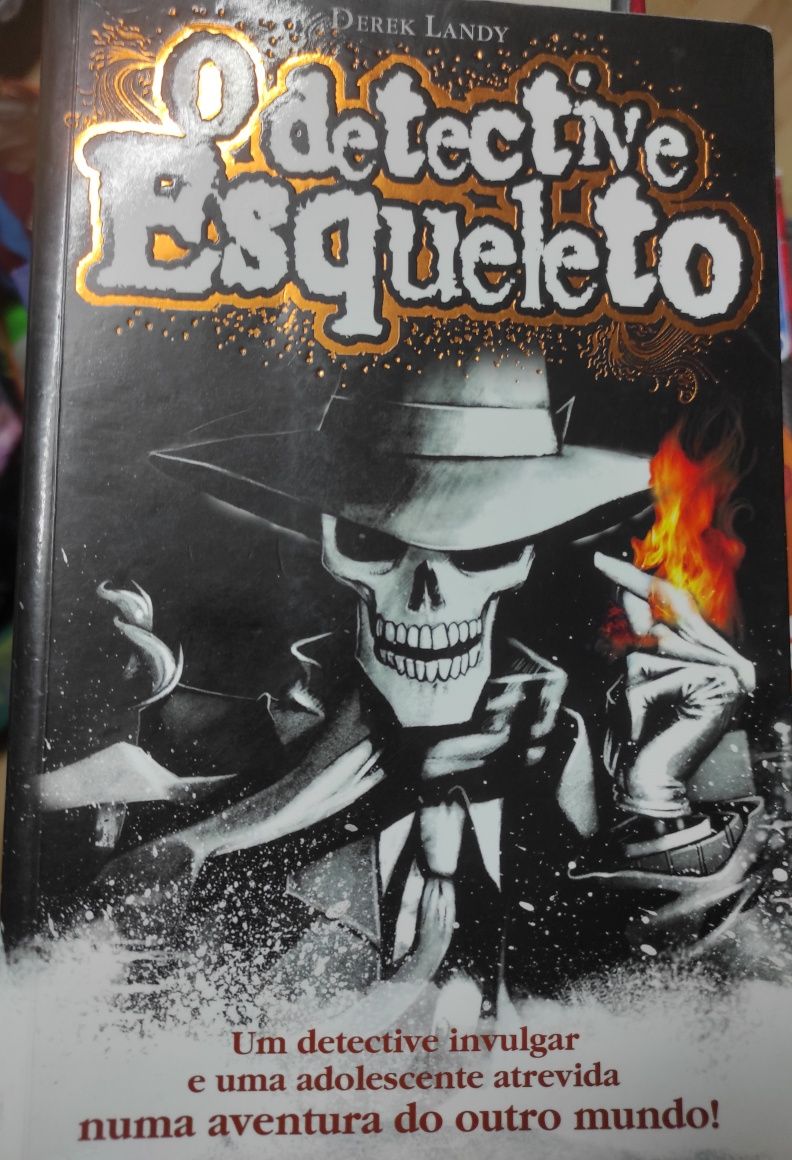 DEREK LANDY
O detective
Esqueleto
Um detective invulgar
e uma adolescente atrevida
numa aventura do outro mundo!